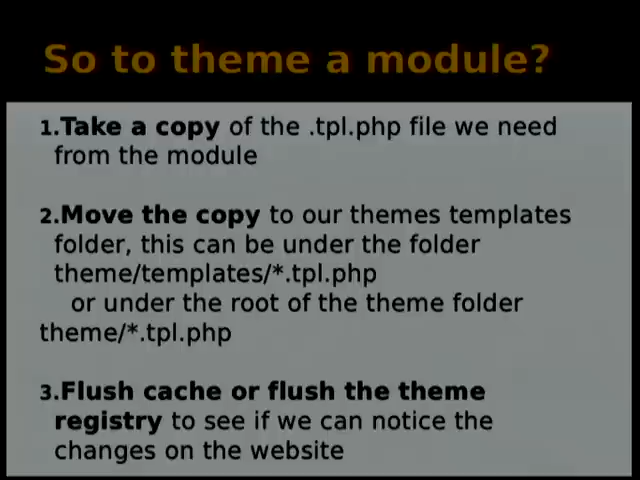 So to theme a module?
1.Take a copy of the .tpl.php file we need
from the module
2.Move the copy to our themes templates
folder, this can be under the folder
theme/templates/*.tpl.php
or under the root of the theme folder
theme/*.tpl.php
3.Flush cache or flush the theme
registry to see if we can notice the
changes on the website